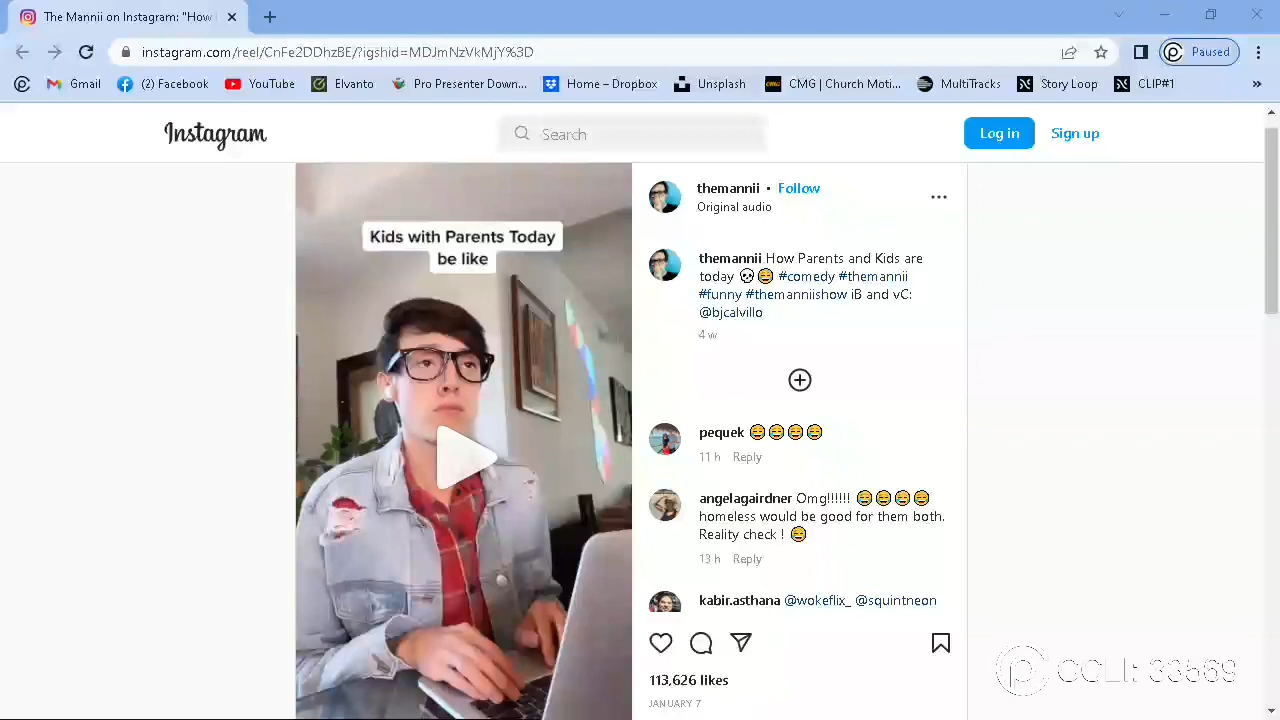 The Mannii on Instagram: "How
instagram.com/reel/CnFe2DDhzBE/?igshid=MDJmNzVkMjY%3D
Paused
Gmail
(2) Facebook
YouTube
Elvanto
Pro Presenter Dow...
Home – Dropbox
Unsplash
CMG | Church Moti...
MultiTracks
Story Loop
CLIP#1
Instagram
Search
Log in
Sign up
Kids with Parents Today
be like
themannii • Follow
Original audio
themannii How Parents and Kids are
today 💀😂 #comedy #themannii
#funny #themanniishow iB and vC:
@bjcalvillo
4 w
pequek 😂😂😂😂
11 h Reply
angelagairdner Omg!!!!!! 😂😂😂😂
homeless would be good for them both.
Reality check ! 😂
13 h Reply
kabir.asthana @wokeflix_ @squintneon
113,626 likes
JANUARY 7